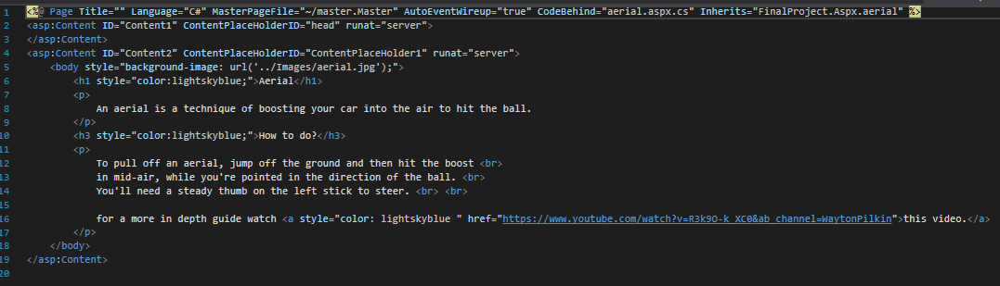 1 <%@ Page Title="" Language="C#" MasterPageFile="~/master.Master" AutoEventWireup="true" CodeBehind="aerial.aspx.cs" Inherits="FinalProject.Aspx.aerial" %>
2 <asp:Content ID="Content1" ContentPlaceHolderID="head" runat="server">
3 </asp:Content>
4 <asp:Content ID="Content2" ContentPlaceHolderID="ContentPlaceHolder1" runat="server">
5 <body style="background-image: url('../Images/aerial.jpg');">
6 <h1 style="color:lightskyblue;">Aerial</h1>
7 <p>
8 An aerial is a technique of boosting your car into the air to hit the ball.
9 </p>
10 <h3 style="color:lightskyblue;">How to do?</h3>
11 <p>
12 To pull off an aerial, jump off the ground and then hit the boost <br>
13 in mid-air, while you're pointed in the direction of the ball. <br>
14 You'll need a steady thumb on the left stick to steer. <br> <br>
15
16 for a more in depth guide watch <a style="color: lightskyblue " href="https://www.youtube.com/watch?v=R3k9O-k_XC0&ab_channel=WaytonPilkin">this video.</a>
17 </p>
18 </body>
19 </asp:Content>
20